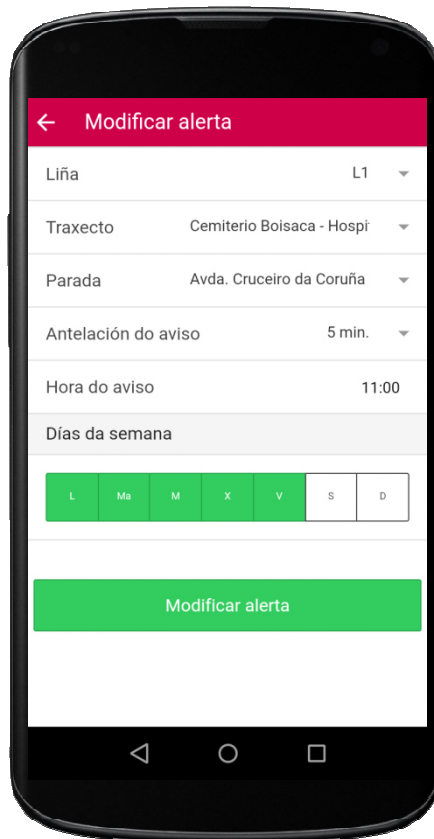 Modificar alerta
Liña L1
Traxecto Cemiterio Boisaca - Hospi
Parada Avda. Cruceiro da Coruña
Antelación do aviso 5 min.
Hora do aviso 11:00
Días da semana
L Ma M X V S D
Modificar alerta